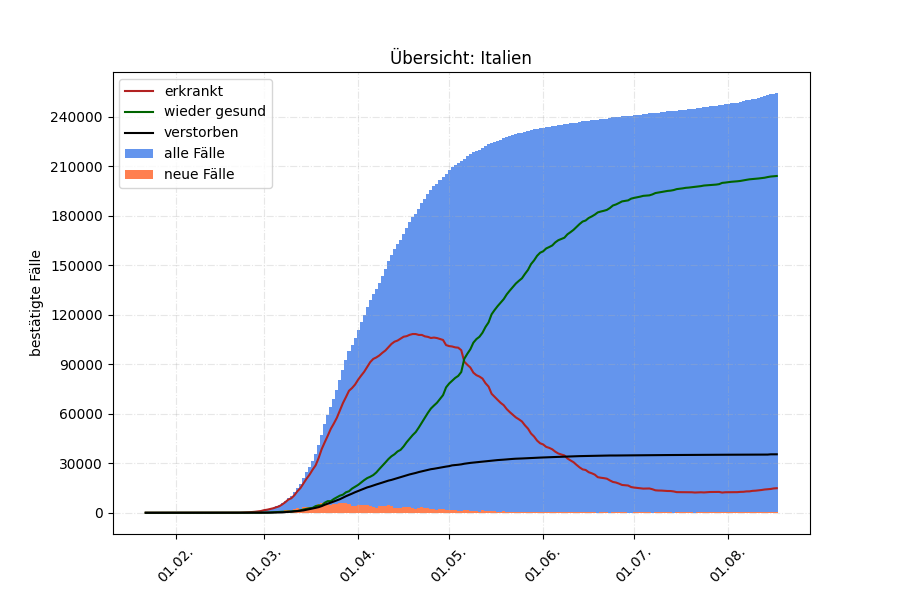 Übersicht: Italien
erkrankt
wieder gesund
verstorben
alle Fälle
neue Fälle
bestätigte Fälle
240000
210000
180000
150000
120000
90000
60000
30000
0
01.02.
01.03.
01.04.
01.05.
01.06.
01.07.
01.08.